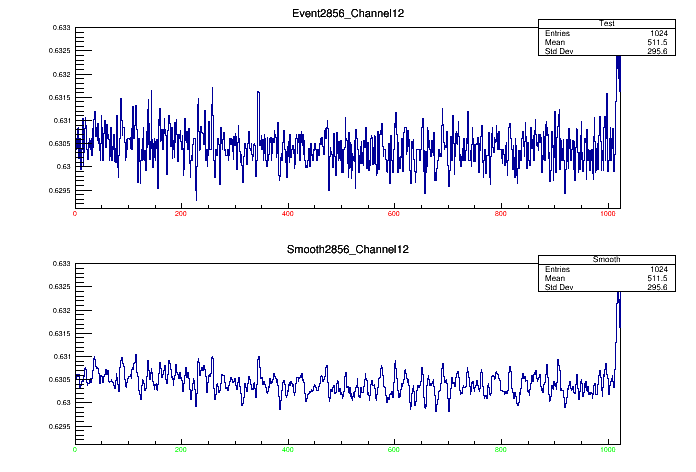 Event2856_Channel12
Test
Entries 1024
Mean 511.5
Std Dev 295.6
0.633
0.6325
0.632
0.6315
0.631
0.6305
0.63
0.6295
0 200 400 600 800 1000
Smooth2856_Channel12
Smooth
Entries 1024
Mean 511.5
Std Dev 295.6
0.633
0.6325
0.632
0.6315
0.631
0.6305
0.63
0.6295
0 200 400 600 800 1000